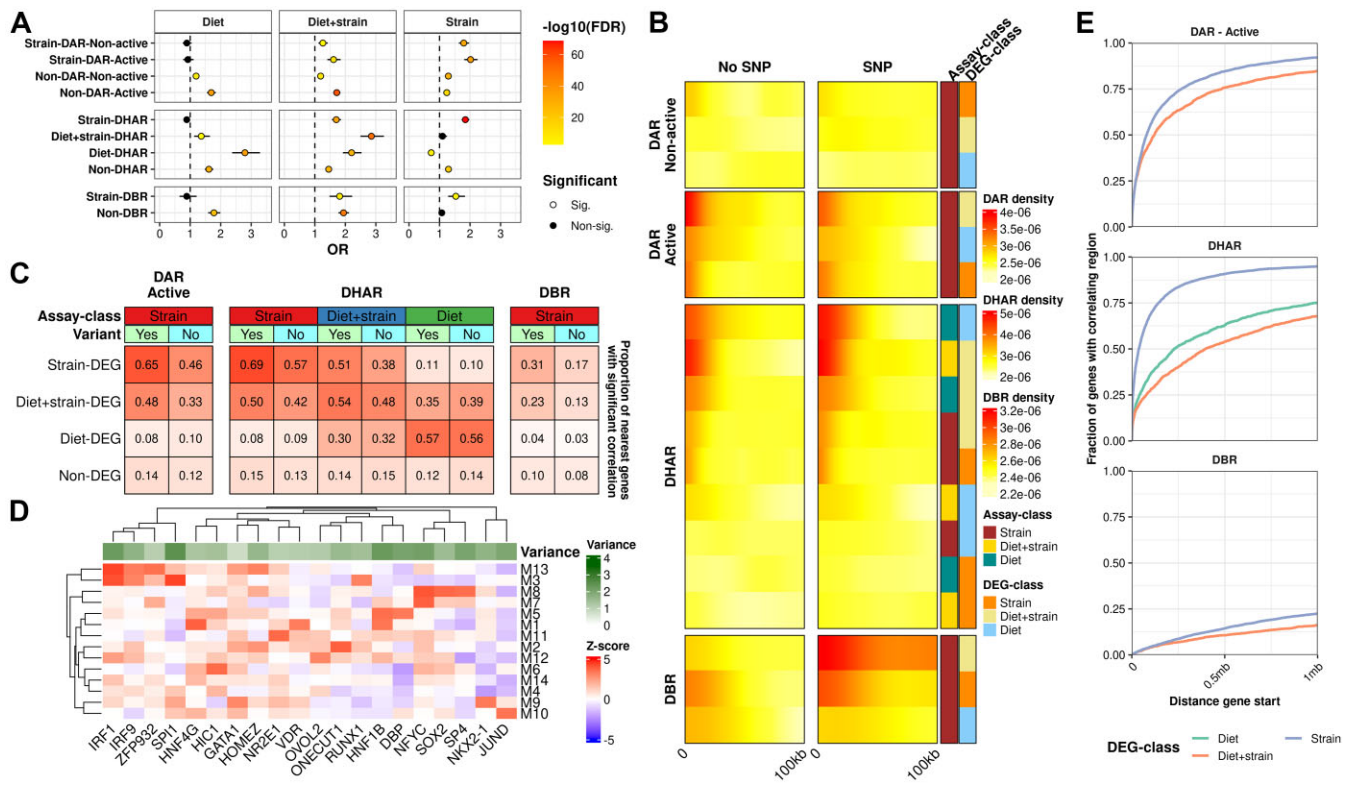 A
Diet
Diet+strain
Strain
Strain-DAR-Non-active
Strain-DAR-Active
Non-DAR-Non-active
Non-DAR-Active
Strain-DHAR
Diet+strain-DHAR
Diet-DHAR
Non-DHAR
Strain-DBR
Non-DBR
0 1 2 3 0 1 2 3 0 1 2 3
OR
-log10(FDR)
60
40
20
Significant
Sig.
Non-sig.
B
No SNP
SNP
Assay-class
DEG-class
DAR
Non-active
DAR
Active
DHAR
DBR
0
100kb
0
100kb
DAR density
4e-06
3.5e-06
3e-06
2.5e-06
2e-06
DHAR density
5e-06
4e-06
3e-06
2e-06
DBR density
3.2e-06
3e-06
2.8e-06
2.6e-06
2.4e-06
2.2e-06
Assay-class
Strain
Diet+strain
Diet
DEG-class
Strain
Diet+strain
Diet
C
DAR
Active
DHAR
DBR
Assay-class Strain Strain Diet+strain Diet Strain
Variant Yes No Yes No Yes No Yes No Yes No
Strain-DEG 0.65 0.46 0.69 0.57 0.51 0.38 0.11 0.10 0.31 0.17
Diet+strain-DEG 0.48 0.33 0.50 0.42 0.54 0.48 0.35 0.39 0.23 0.13
Diet-DEG 0.08 0.10 0.08 0.09 0.30 0.32 0.57 0.56 0.04 0.03
Non-DEG 0.14 0.12 0.15 0.13 0.14 0.15 0.12 0.14 0.10 0.08
Proportion of nearest genes
with significant correlation
D
Variance
M13
M3
M8
M7
M5
M1
M11
M2
M12
M6
M14
M4
M9
M10
IRF1
IRF9
ZFP932
SPI1
HNF4G
HIC1
GATA1
HOMEZ
NR2E1
VDR
OVOL2
ONECUT1
RUNX1
HNF1B
DBP
NFYC
SOX2
SP4
NKX2-1
JUND
Variance
4
3
2
1
0
Z-score
5
0
-5
E
DAR - Active
1.00
0.75
0.50
0.25
0.00
DHAR
1.00
0.75
0.50
0.25
0.00
DBR
1.00
0.75
0.50
0.25
0.00
Fraction of genes with correlating region
0
0.5mb
1mb
Distance gene start
DEG-class
Diet
Diet+strain
Strain